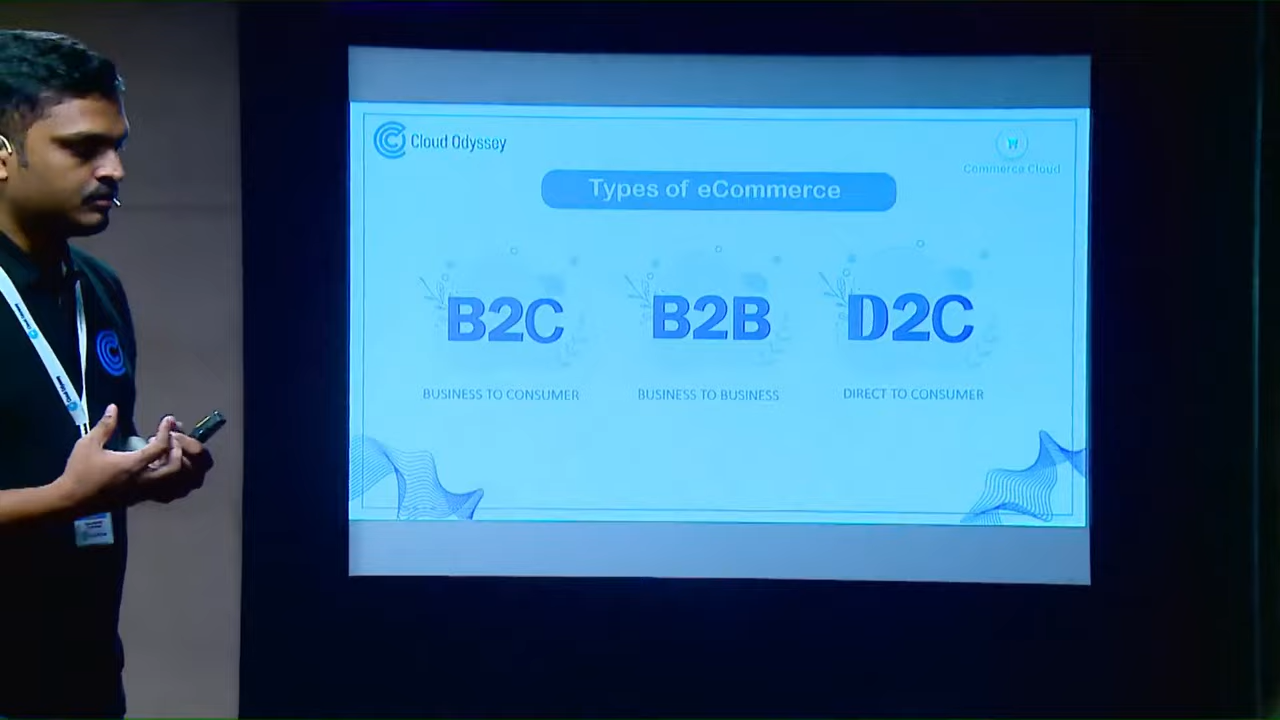 Cloud Odyssey
Commerce Cloud
Types of eCommerce
B2C
B2B
D2C
BUSINESS TO CONSUMER
BUSINESS TO BUSINESS
DIRECT TO CONSUMER